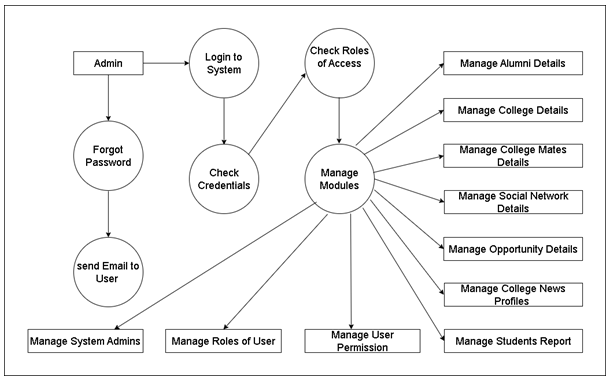 Admin
Login to
System
Check Roles
of Access
Manage Alumni Details
Manage College Details
Forgot
Password
Check
Credentials
Manage
Modules
Manage College Mates
Details
Manage Social Network
Details
Manage Opportunity Details
send Email to
User
Manage College News
Profiles
Manage System Admins
Manage Roles of User
Manage User
Permission
Manage Students Report